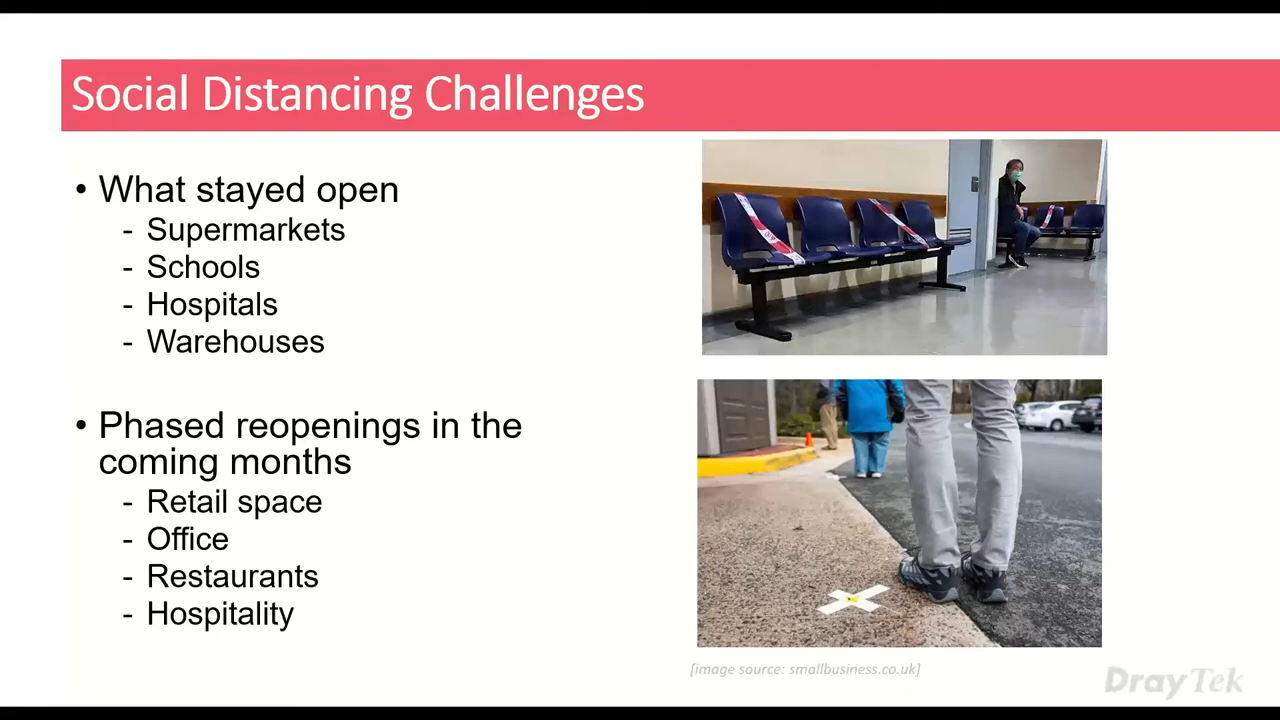 Social Distancing Challenges
• What stayed open
- Supermarkets
- Schools
- Hospitals
- Warehouses
• Phased reopenings in the
coming months
- Retail space
- Office
- Restaurants
- Hospitality
[image source: smallbusiness.co.uk]
DrayTek